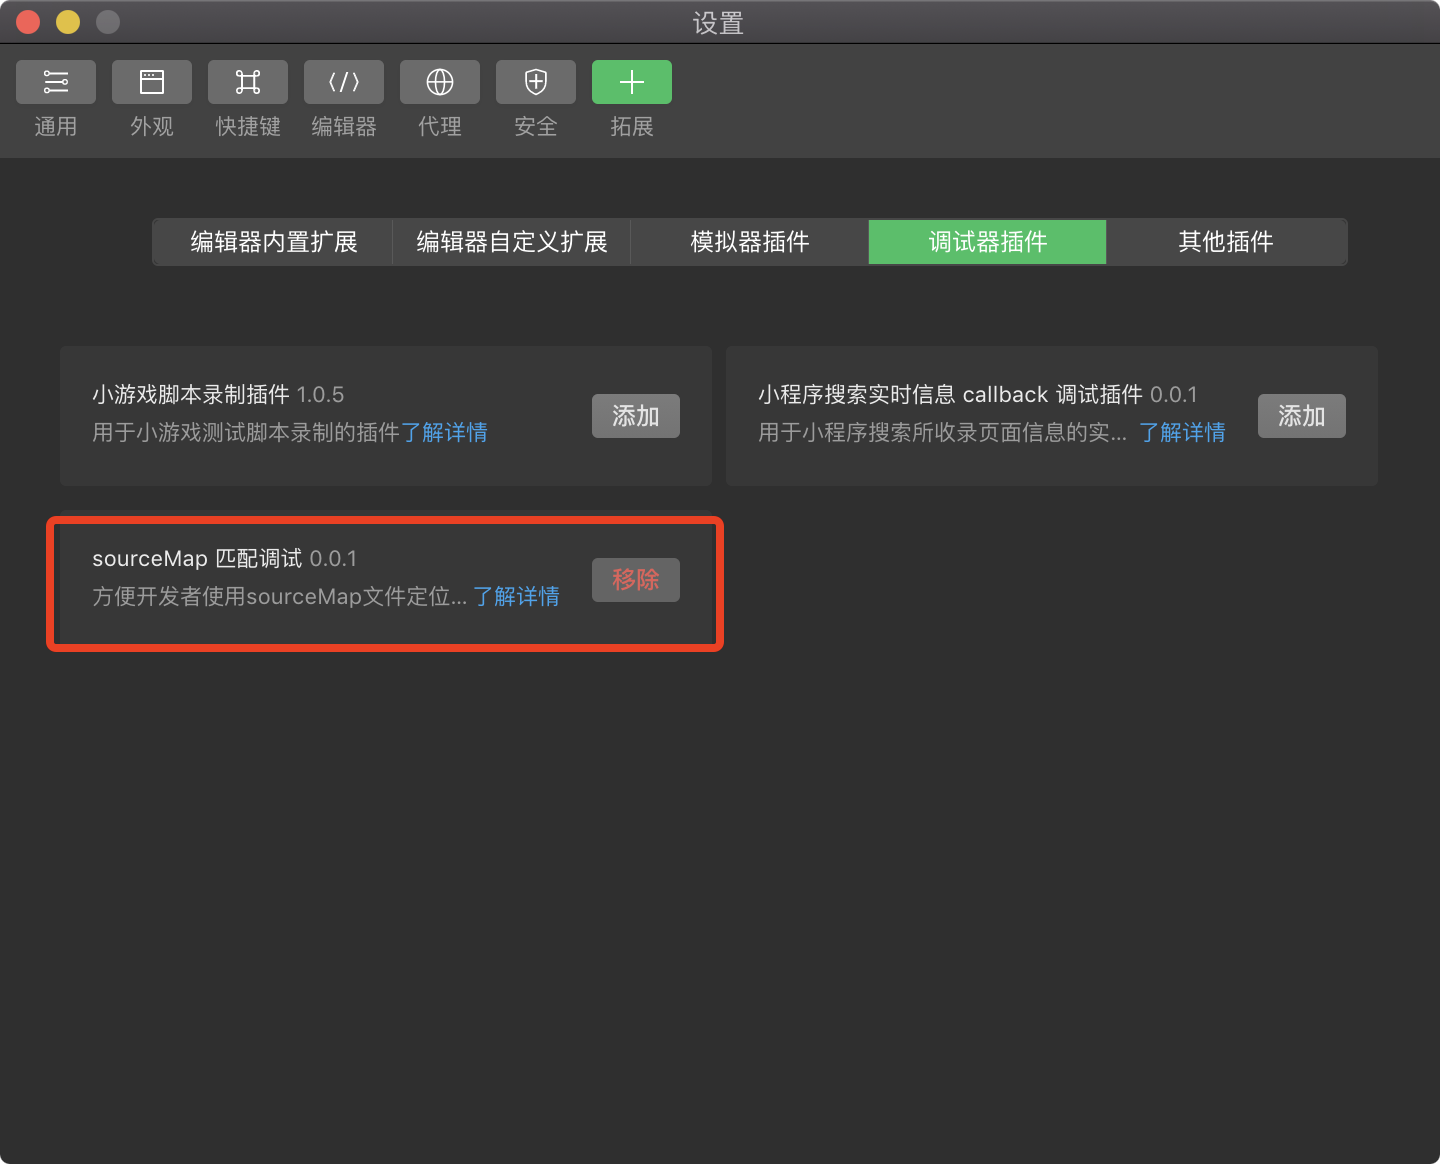 设置
通用
外观
快捷键
编辑器
代理
安全
拓展
编辑器内置扩展
编辑器自定义扩展
模拟器插件
调试器插件
其他插件
小游戏脚本录制插件 1.0.5
用于小游戏测试脚本录制的插件了解详情
添加
小程序搜索实时信息 callback 调试插件 0.0.1
用于小程序搜索所收录页面信息的实... 了解详情
添加
sourceMap 匹配调试 0.0.1
方便开发者使用sourceMap文件定位... 了解详情
移除